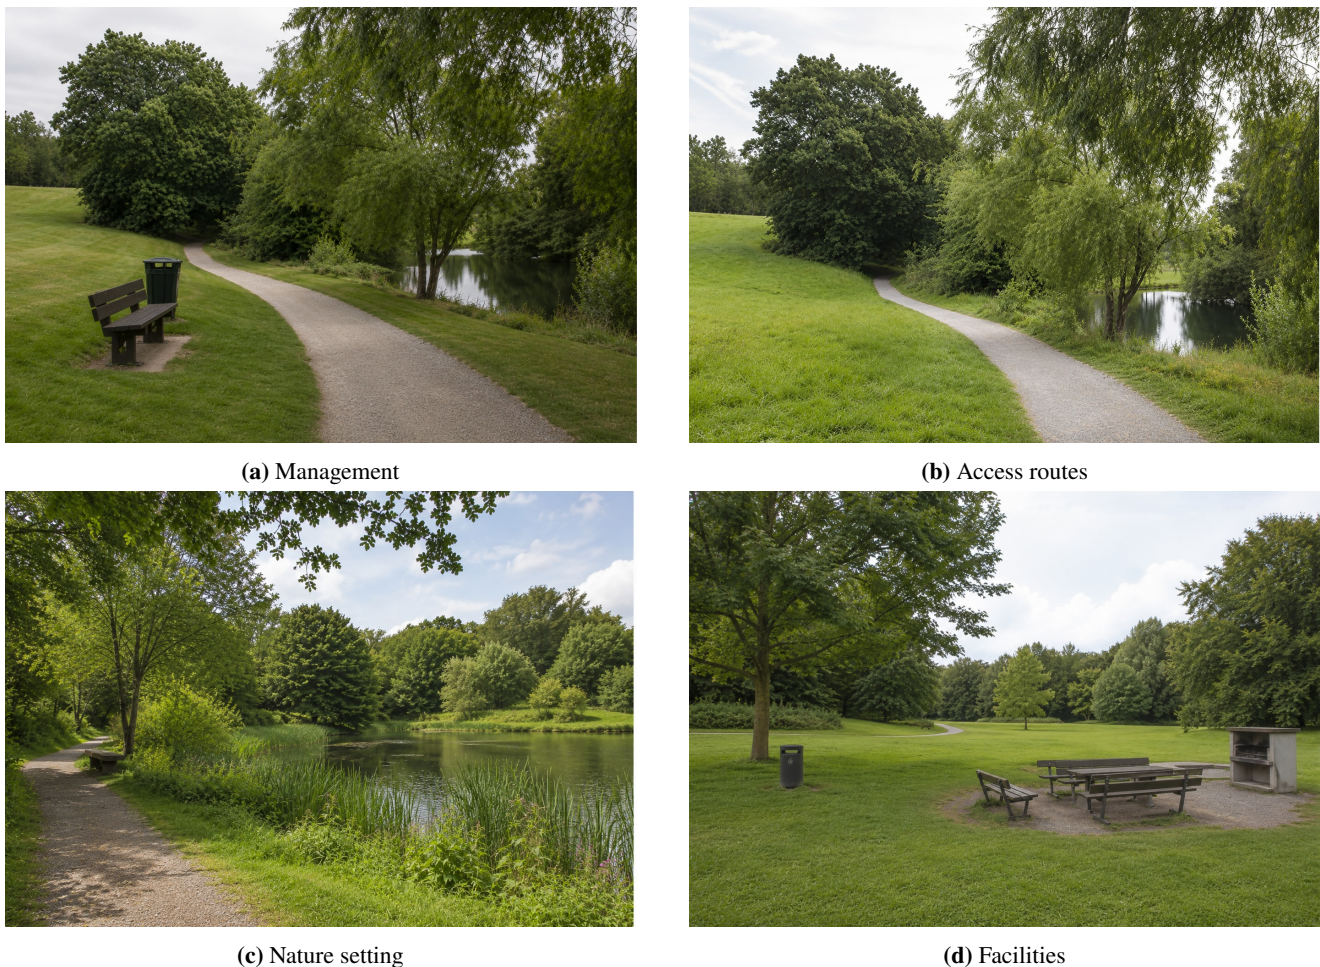 (a) Management
(b) Access routes
(c) Nature setting
(d) Facilities